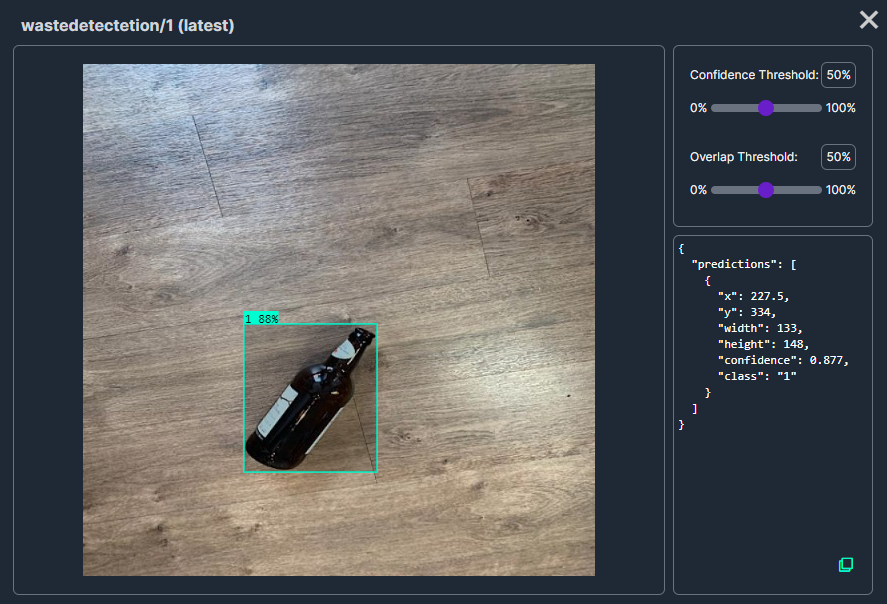 wastedetectetion/1 (latest)
1 88%
Confidence Threshold: 50%
0% 100%
Overlap Threshold: 50%
0% 100%
{
"predictions": [
{
"x": 227.5,
"y": 334,
"width": 133,
"height": 148,
"confidence": 0.877,
"class": "1"
}
]
}